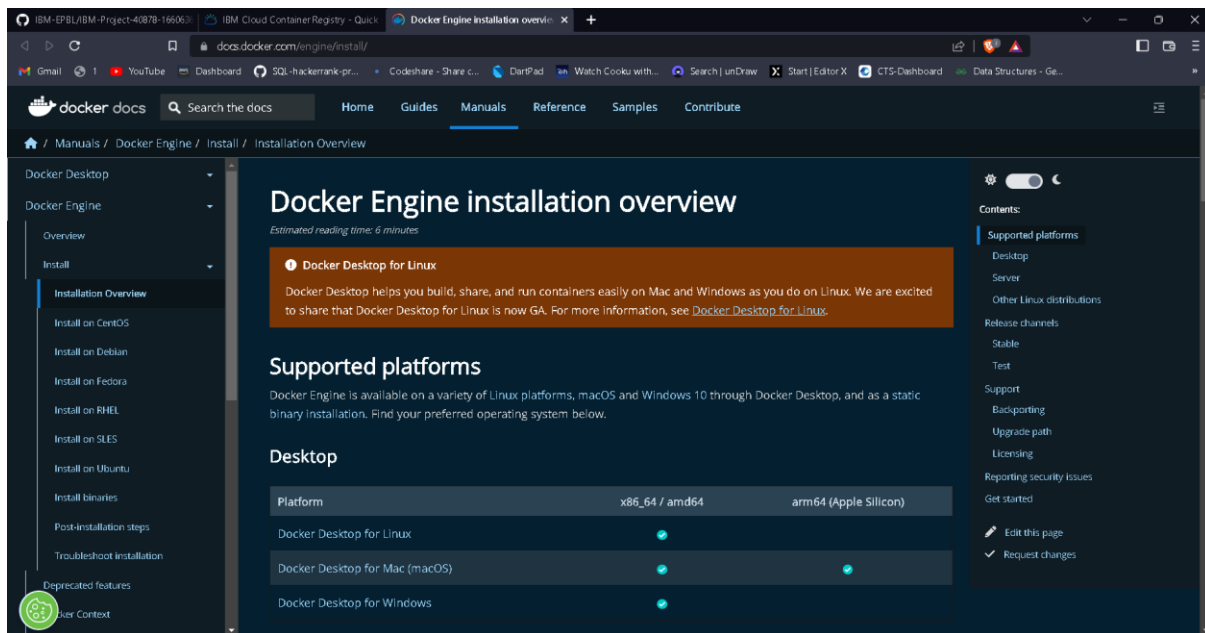 IBM-EPBL/IBM-Project-40878-166063
IBM Cloud Container Registry - Quick
Docker Engine installation overvie
docs.docker.com/engine/install/
Gmail
1
YouTube
Dashboard
SQL-hackerrank-pr...
Codeshare - Share c...
DartPad
Watch Cooku with...
Search | unDraw
Start | Editor X
CTS-Dashboard
Data Structures - Ge...
docker docs
Search the docs
Home
Guides
Manuals
Reference
Samples
Contribute
/ Manuals / Docker Engine / Install / Installation Overview
Docker Desktop
Docker Engine
Overview
Install
Installation Overview
Install on CentOS
Install on Debian
Install on Fedora
Install on RHEL
Install on SLES
Install on Ubuntu
Install binaries
Post-installation steps
Troubleshoot installation
Deprecated features
ker Context
Docker Engine installation overview
Estimated reading time: 6 minutes
Docker Desktop for Linux
Docker Desktop helps you build, share, and run containers easily on Mac and Windows as you do on Linux. We are excited
to share that Docker Desktop for Linux is now GA. For more information, see Docker Desktop for Linux.
Supported platforms
Docker Engine is available on a variety of Linux platforms, macOS and Windows 10 through Docker Desktop, and as a static
binary installation. Find your preferred operating system below.
Desktop
Platform x86_64 / amd64 arm64 (Apple Silicon)
Docker Desktop for Linux
Docker Desktop for Mac (macOS)
Docker Desktop for Windows
Contents:
Supported platforms
Desktop
Server
Other Linux distributions
Release channels
Stable
Test
Support
Backporting
Upgrade path
Licensing
Reporting security issues
Get started
Edit this page
Request changes